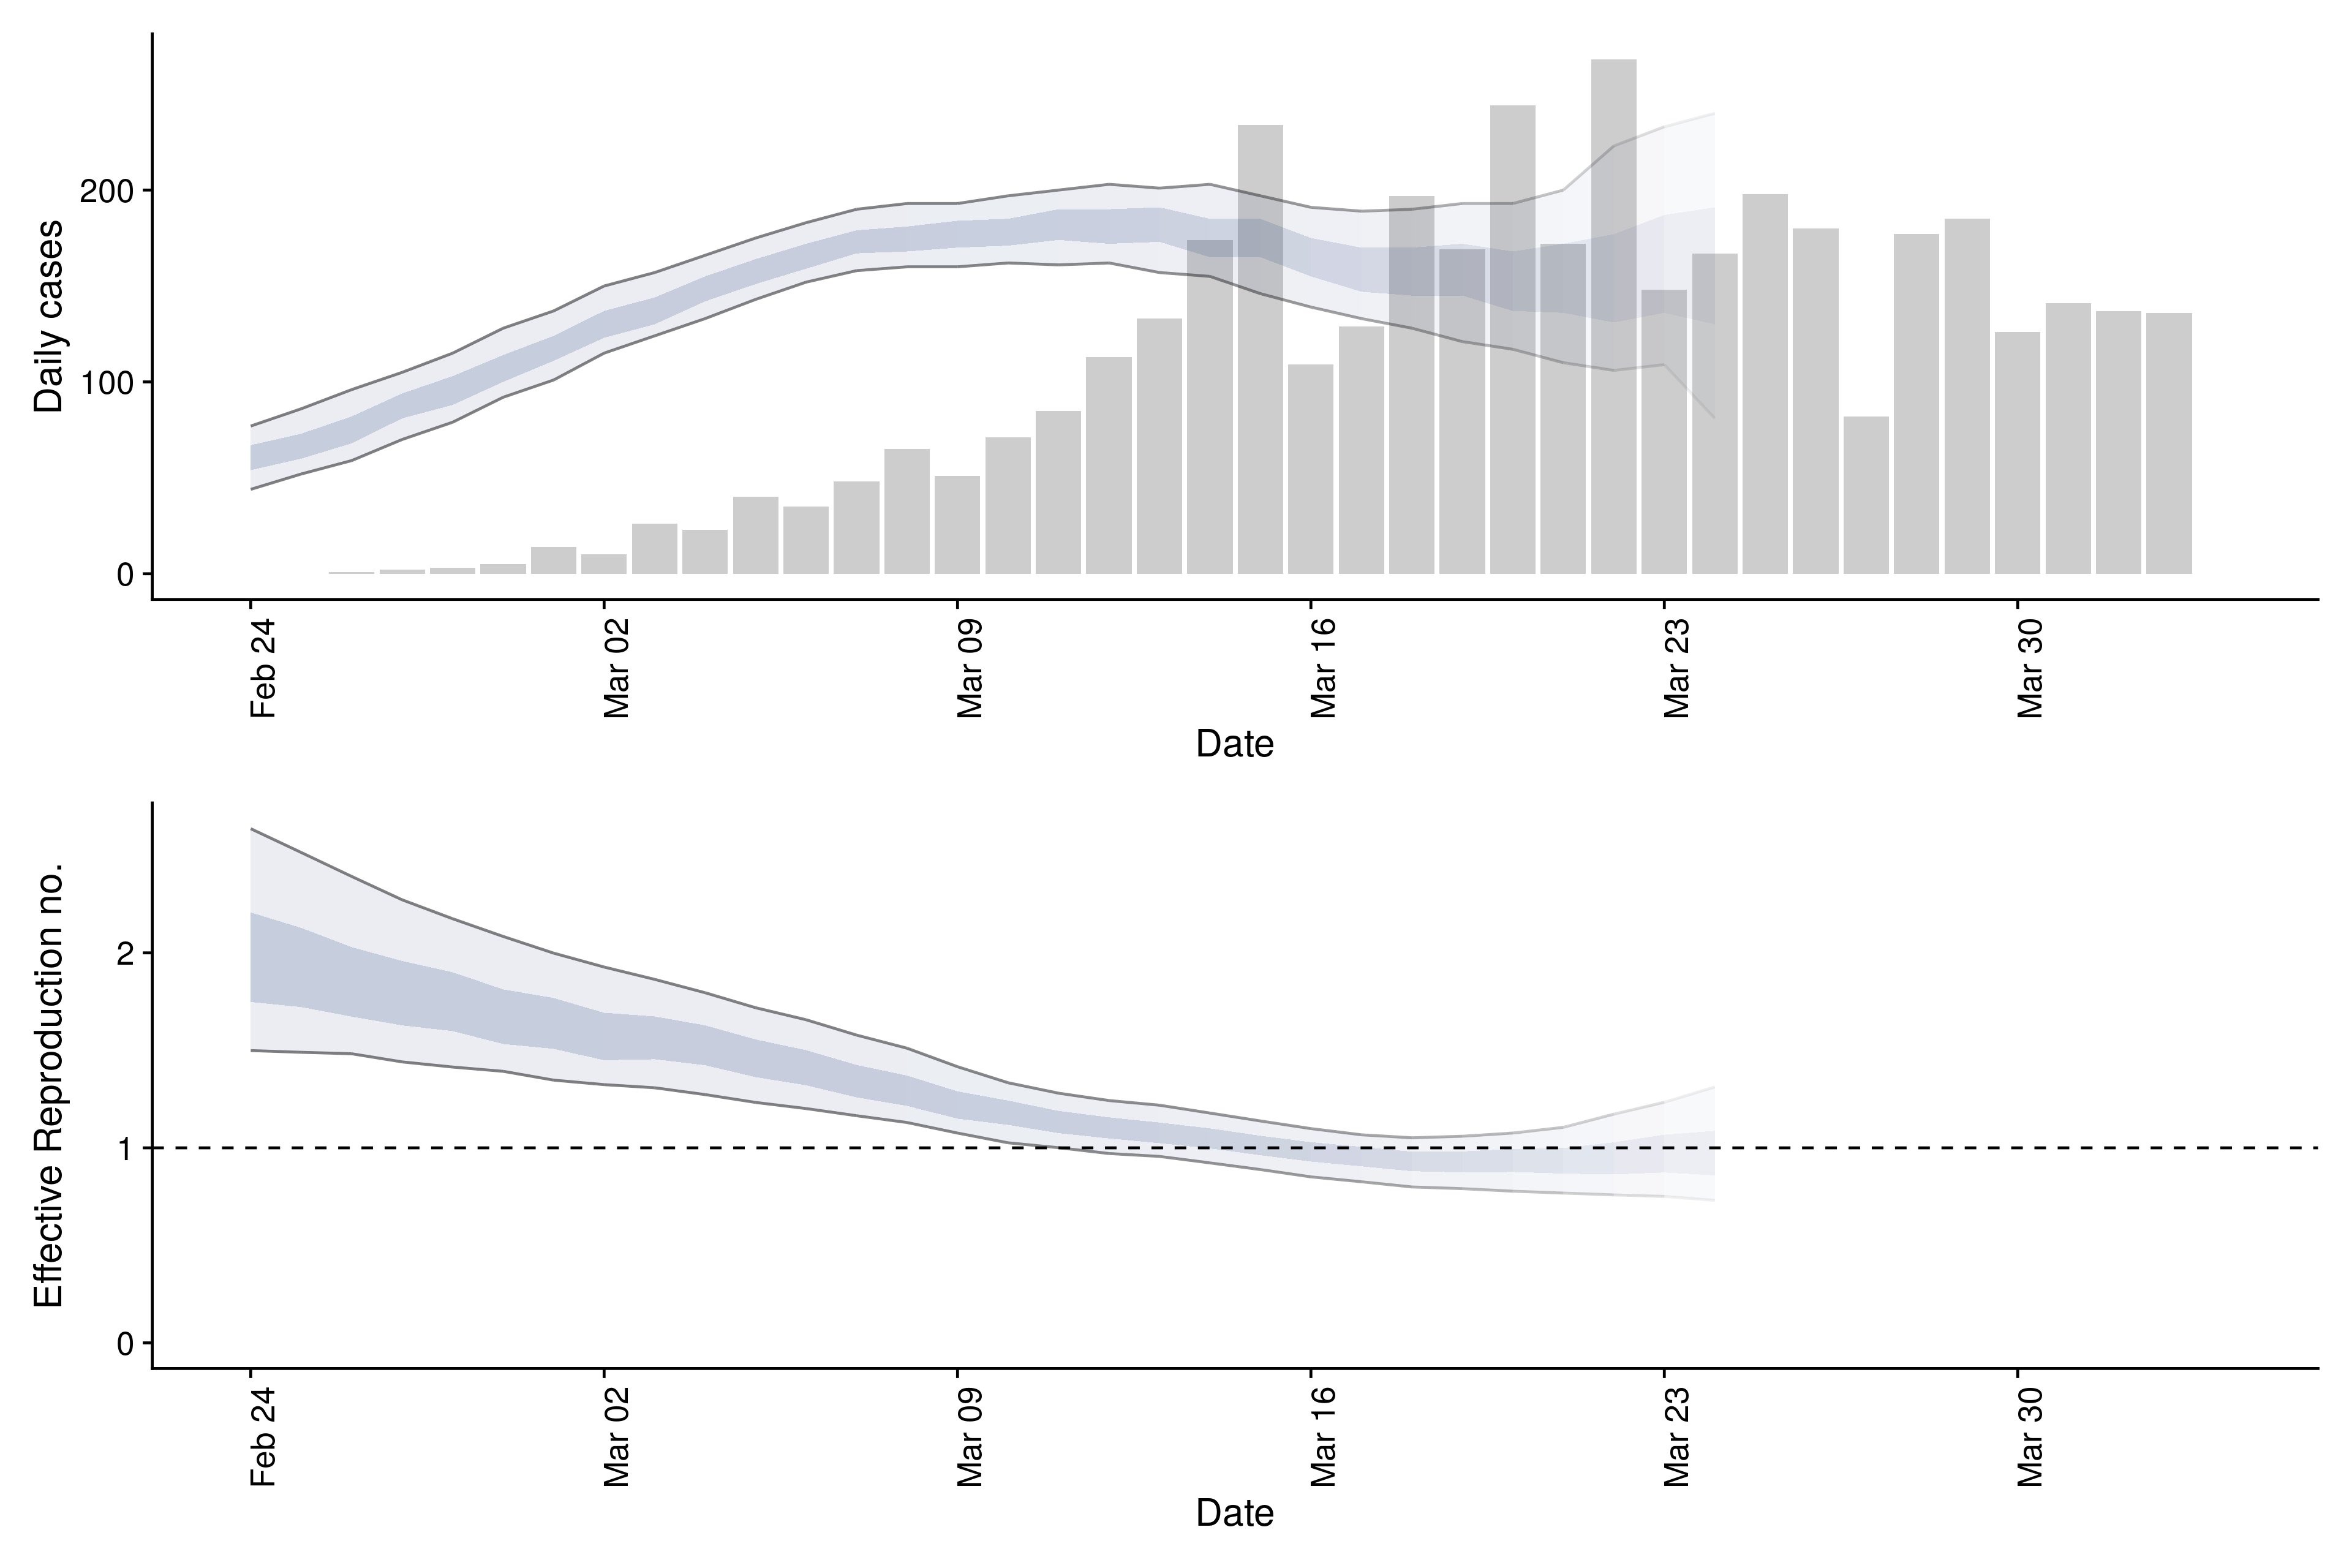 Daily cases
200
100
0
Feb 24
Mar 02
Mar 09
Mar 16
Mar 23
Mar 30
Date
Effective Reproduction no.
2
1
0
Feb 24
Mar 02
Mar 09
Mar 16
Mar 23
Mar 30
Date